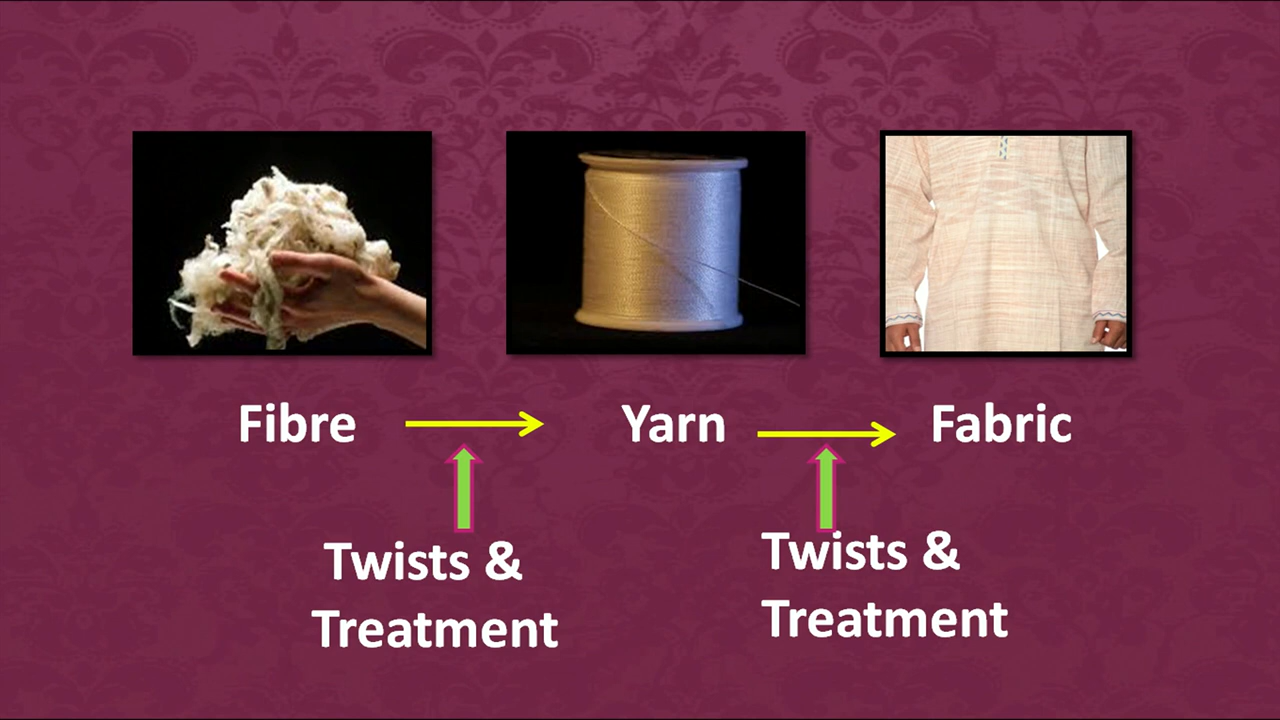 Fibre
Yarn
Fabric
Twists &
Treatment
Twists &
Treatment